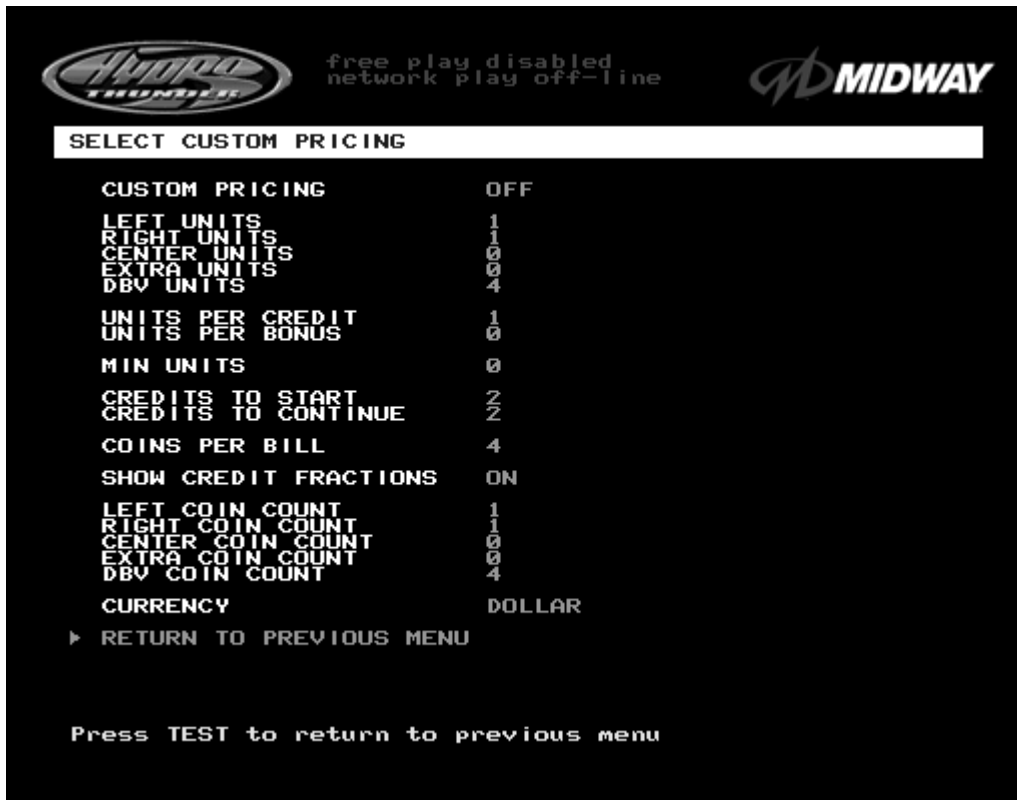 HYDRO
THUNDER
free play disabled
network play off-line
MIDWAY
SELECT CUSTOM PRICING
CUSTOM PRICING OFF
LEFT UNITS 1
RIGHT UNITS 1
CENTER UNITS 0
EXTRA UNITS 0
DBV UNITS 4
UNITS PER CREDIT 1
UNITS PER BONUS 0
MIN UNITS 0
CREDITS TO START 2
CREDITS TO CONTINUE 2
COINS PER BILL 4
SHOW CREDIT FRACTIONS ON
LEFT COIN COUNT 1
RIGHT COIN COUNT 1
CENTER COIN COUNT 0
EXTRA COIN COUNT 0
DBV COIN COUNT 4
CURRENCY DOLLAR
RETURN TO PREVIOUS MENU
Press TEST to return to previous menu